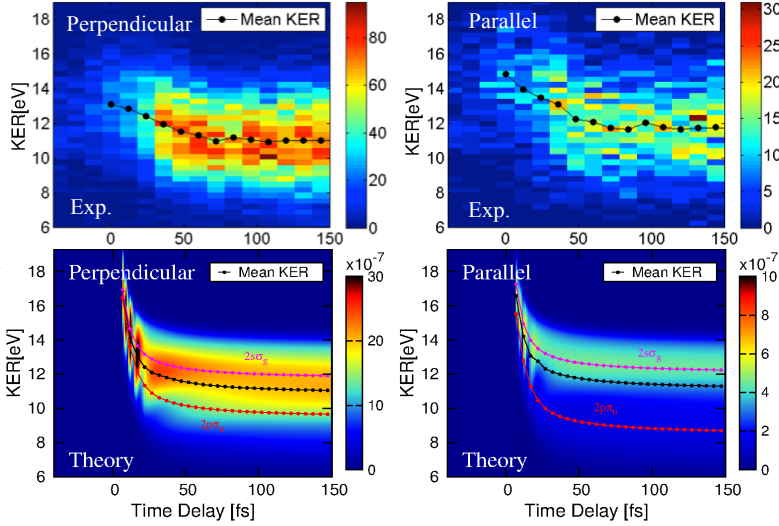 Perpendicular
Mean KER
KER[eV]
18
16
14
12
10
8
6
Exp.
0
50
100
150
80
60
40
20
0
Parallel
Mean KER
KER[eV]
18
16
14
12
10
8
6
Exp.
0
50
100
150
30
25
20
15
10
5
0
Perpendicular
Mean KER
x10⁻⁷
KER[eV]
18
16
14
12
10
8
6
2sσg
2pπu
Theory
0
50
100
150
Time Delay [fs]
30
20
10
0
Parallel
Mean KER
x10⁻⁷
KER[eV]
18
16
14
12
10
8
6
2sσg
2pπu
Theory
0
50
100
150
Time Delay [fs]
10
8
6
4
2
0